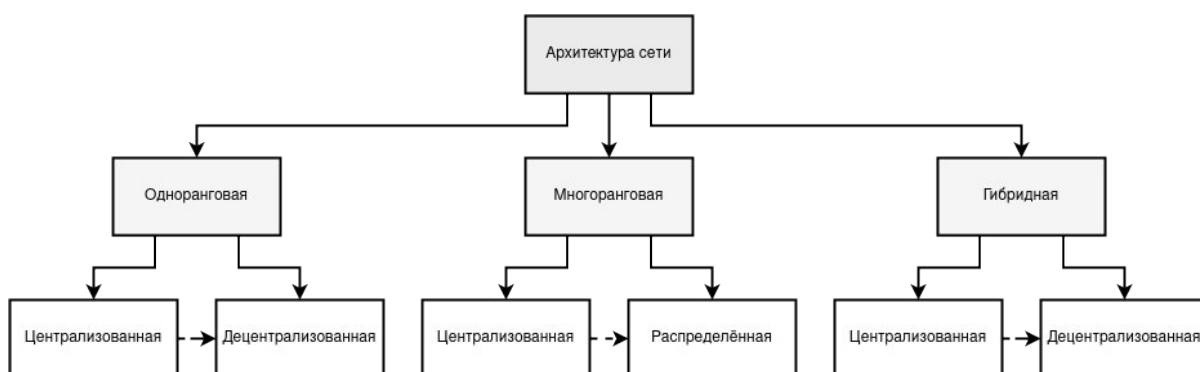 Архитектура сети
Одноранговая
Многоранговая
Гибридная
Централизованная
Децентрализованная
Централизованная
Распределённая
Централизованная
Децентрализованная